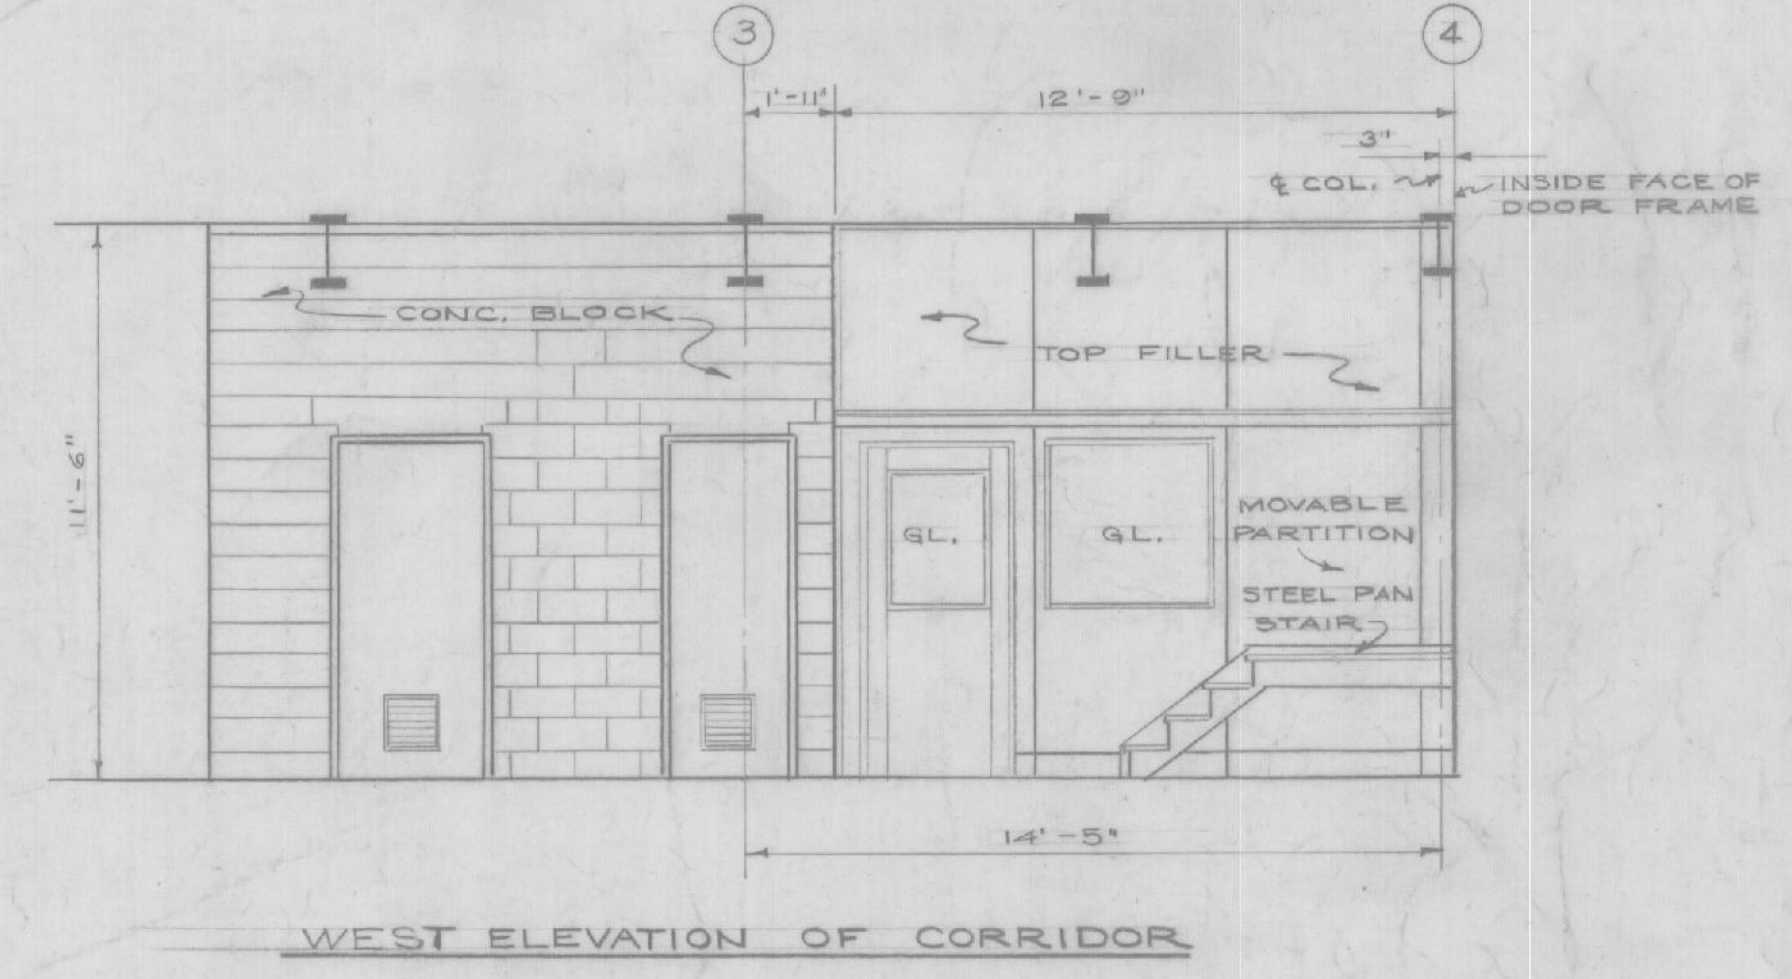 3
4
1'-11"
12'-9"
3"
℄ COL.
INSIDE FACE OF
DOOR FRAME
CONC. BLOCK
TOP FILLER
11'-6"
GL.
GL.
MOVABLE
PARTITION
STEEL PAN
STAIR
14'-5"
WEST ELEVATION OF CORRIDOR